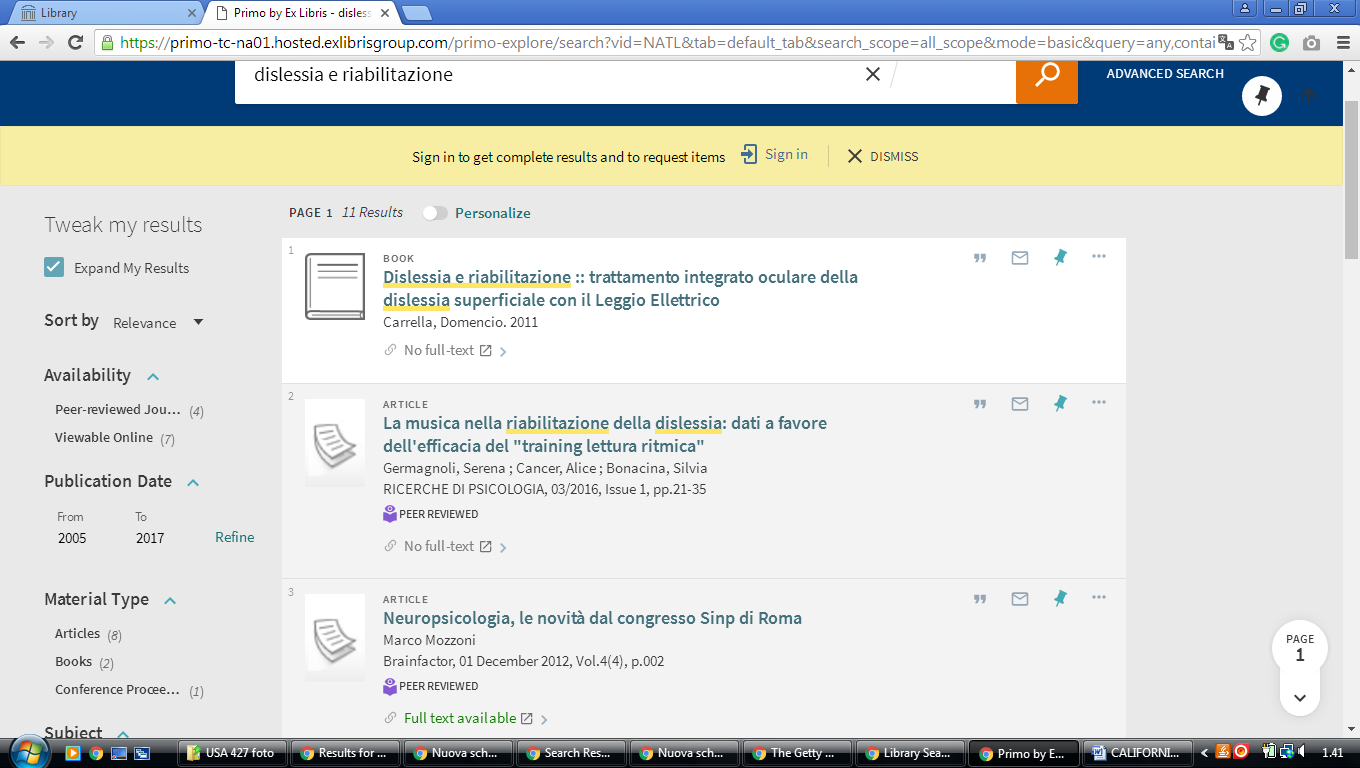 Library
Primo by Ex Libris - disles
https://primo-tc-na01.hosted.exlibrisgroup.com/primo-explore/search?vid=NATL&tab=default_tab&search_scope=all_scope&mode=basic&query=any,contai
dislessia e riabilitazione
ADVANCED SEARCH
Sign in to get complete results and to request items
Sign in
DISMISS
Tweak my results
Expand My Results
Sort by Relevance
Availability
Peer-reviewed Jou… (4)
Viewable Online (7)
Publication Date
From To
2005 2017 Refine
Material Type
Articles (8)
Books (2)
Conference Procee… (1)
Subject
PAGE 1 11 Results Personalize
1
BOOK
Dislessia e riabilitazione :: trattamento integrato oculare della
dislessia superficiale con il Leggio Ellettrico
Carrella, Domencio. 2011
No full-text
2
ARTICLE
La musica nella riabilitazione della dislessia: dati a favore
dell'efficacia del "training lettura ritmica"
Germagnoli, Serena ; Cancer, Alice ; Bonacina, Silvia
RICERCHE DI PSICOLOGIA, 03/2016, Issue 1, pp.21-35
PEER REVIEWED
No full-text
3
ARTICLE
Neuropsicologia, le novità dal congresso Sinp di Roma
Marco Mozzoni
Brainfactor, 01 December 2012, Vol.4(4), p.002
PEER REVIEWED
Full text available
PAGE
1
USA 427 foto
Results for ...
Nuova sch...
Search Res...
Nuova sch...
The Getty ...
Library Sea...
Primo by E...
CALIFORNI...
1.41